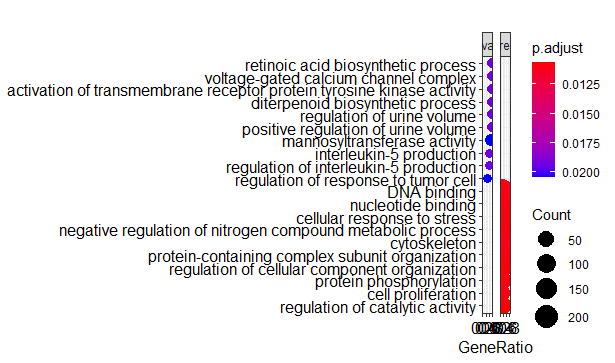 p.adjust
retinoic acid biosynthetic process
voltage-gated calcium channel complex
activation of transmembrane receptor protein tyrosine kinase activity
diterpenoid biosynthetic process
regulation of urine volume
positive regulation of urine volume
mannosyltransferase activity
interleukin-5 production
regulation of interleukin-5 production
regulation of response to tumor cell
DNA binding
nucleotide binding
cellular response to stress
negative regulation of nitrogen compound metabolic process
cytoskeleton
protein-containing complex subunit organization
regulation of cellular component organization
protein phosphorylation
cell proliferation
regulation of catalytic activity
GeneRatio
0.0125
0.0150
0.0175
0.0200
Count
50
100
150
200